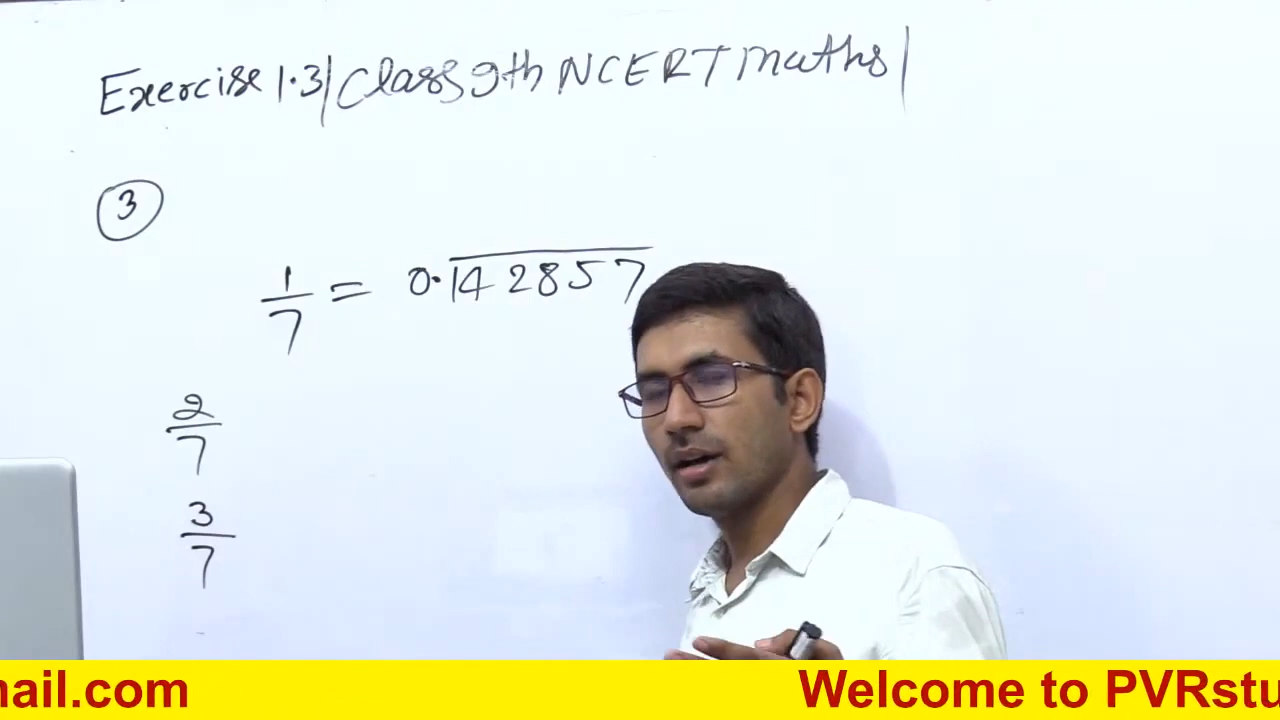 Exercise 1.3| Class 9th NCERT Maths|
3
1/7 = 0.142857
2/7
3/7
mail.com Welcome to PVRstu